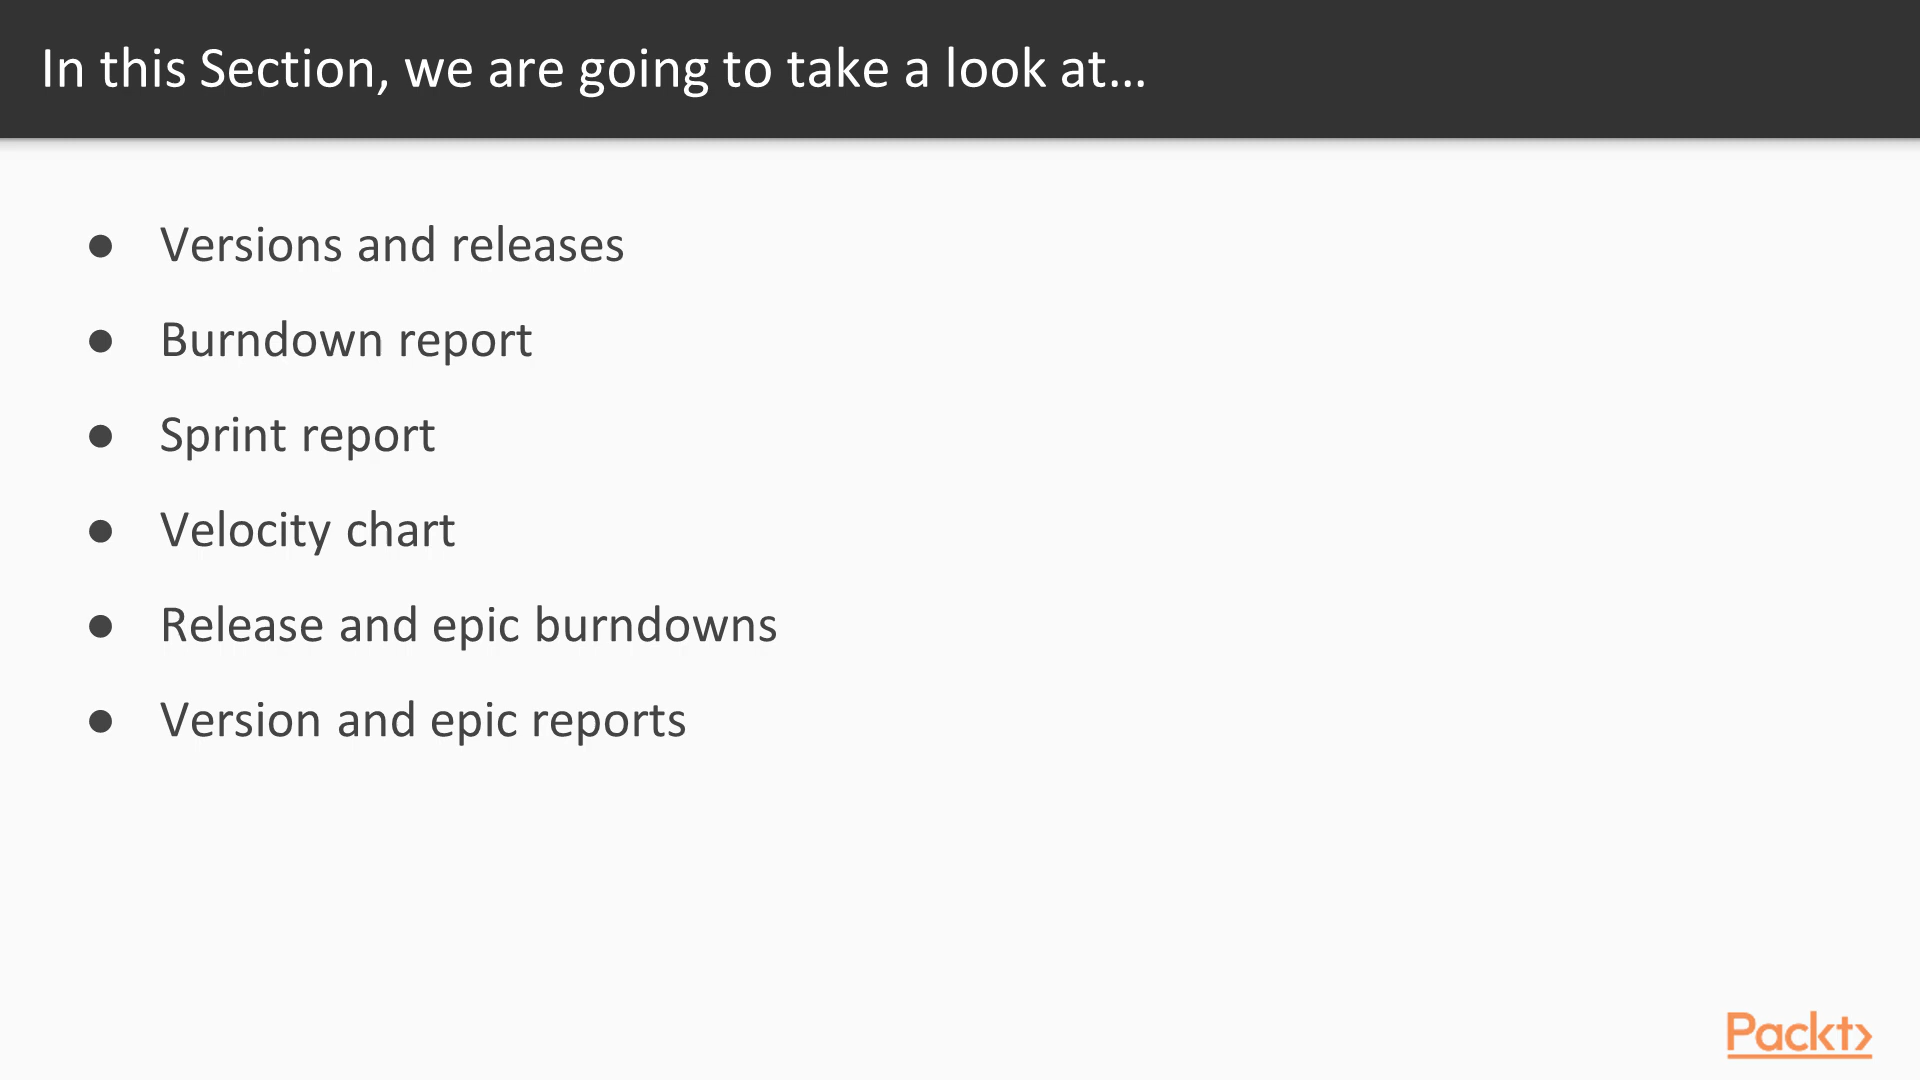 In this Section, we are going to take a look at...
● Versions and releases
● Burndown report
● Sprint report
● Velocity chart
● Release and epic burndowns
● Version and epic reports
Packt>